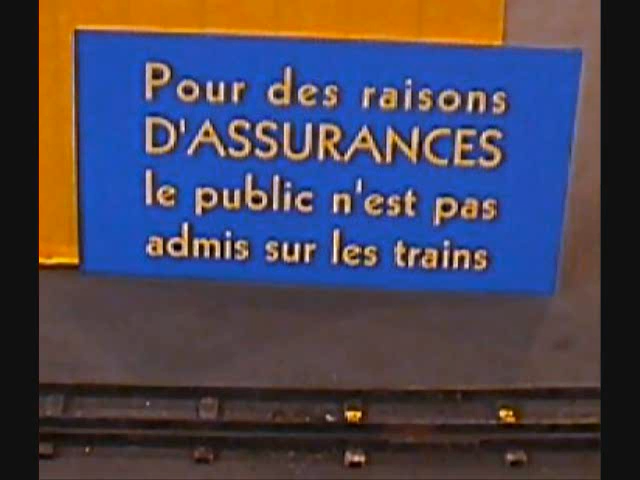 Pour des raisons
D'ASSURANCES
le public n'est pas
admis sur les trains